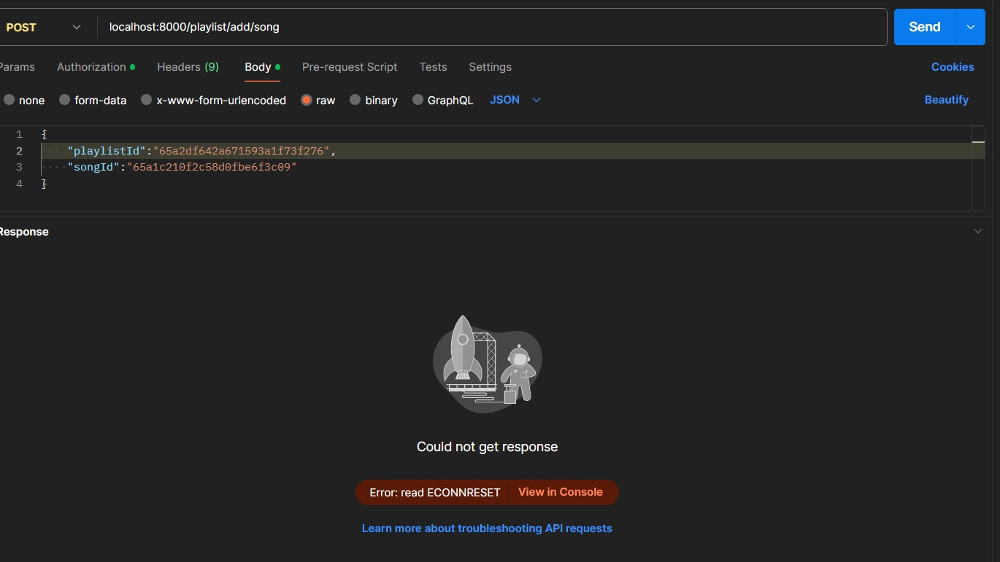 POST localhost:8000/playlist/add/song Send
Params Authorization Headers (9) Body Pre-request Script Tests Settings Cookies
none form-data x-www-form-urlencoded raw binary GraphQL JSON Beautify
1 {
2 "playlistId":"65a2df642a671593a1f73f276",
3 "songId":"65a1c210f2c58d0fbe6f3c09"
4 }
Response
Could not get response
Error: read ECONNRESET View in Console
Learn more about troubleshooting API requests